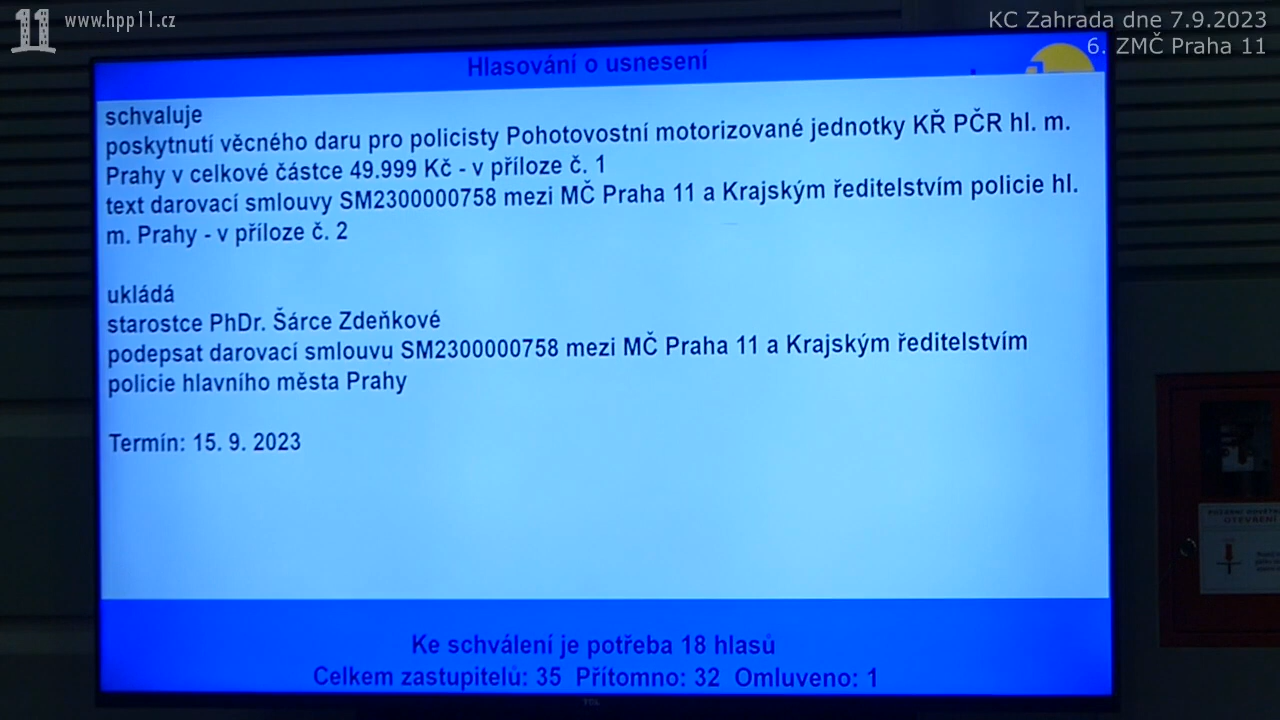 11 www.hpp11.cz
KC Zahrada dne 7.9.2023
6. ZMČ Praha 11
Hlasování o usnesení
schvaluje
poskytnutí věcného daru pro policisty Pohotovostní motorizované jednotky KŘ PČR hl. m.
Prahy v celkové částce 49.999 Kč - v příloze č. 1
text darovací smlouvy SM2300000758 mezi MČ Praha 11 a Krajským ředitelstvím policie hl.
m. Prahy - v příloze č. 2
ukládá
starostce PhDr. Šárce Zdeňkové
podepsat darovací smlouvu SM2300000758 mezi MČ Praha 11 a Krajským ředitelstvím
policie hlavního města Prahy
Termín: 15. 9. 2023
Ke schválení je potřeba 18 hlasů
Celkem zastupitelů: 35 Přítomno: 32 Omluveno: 1
TCL